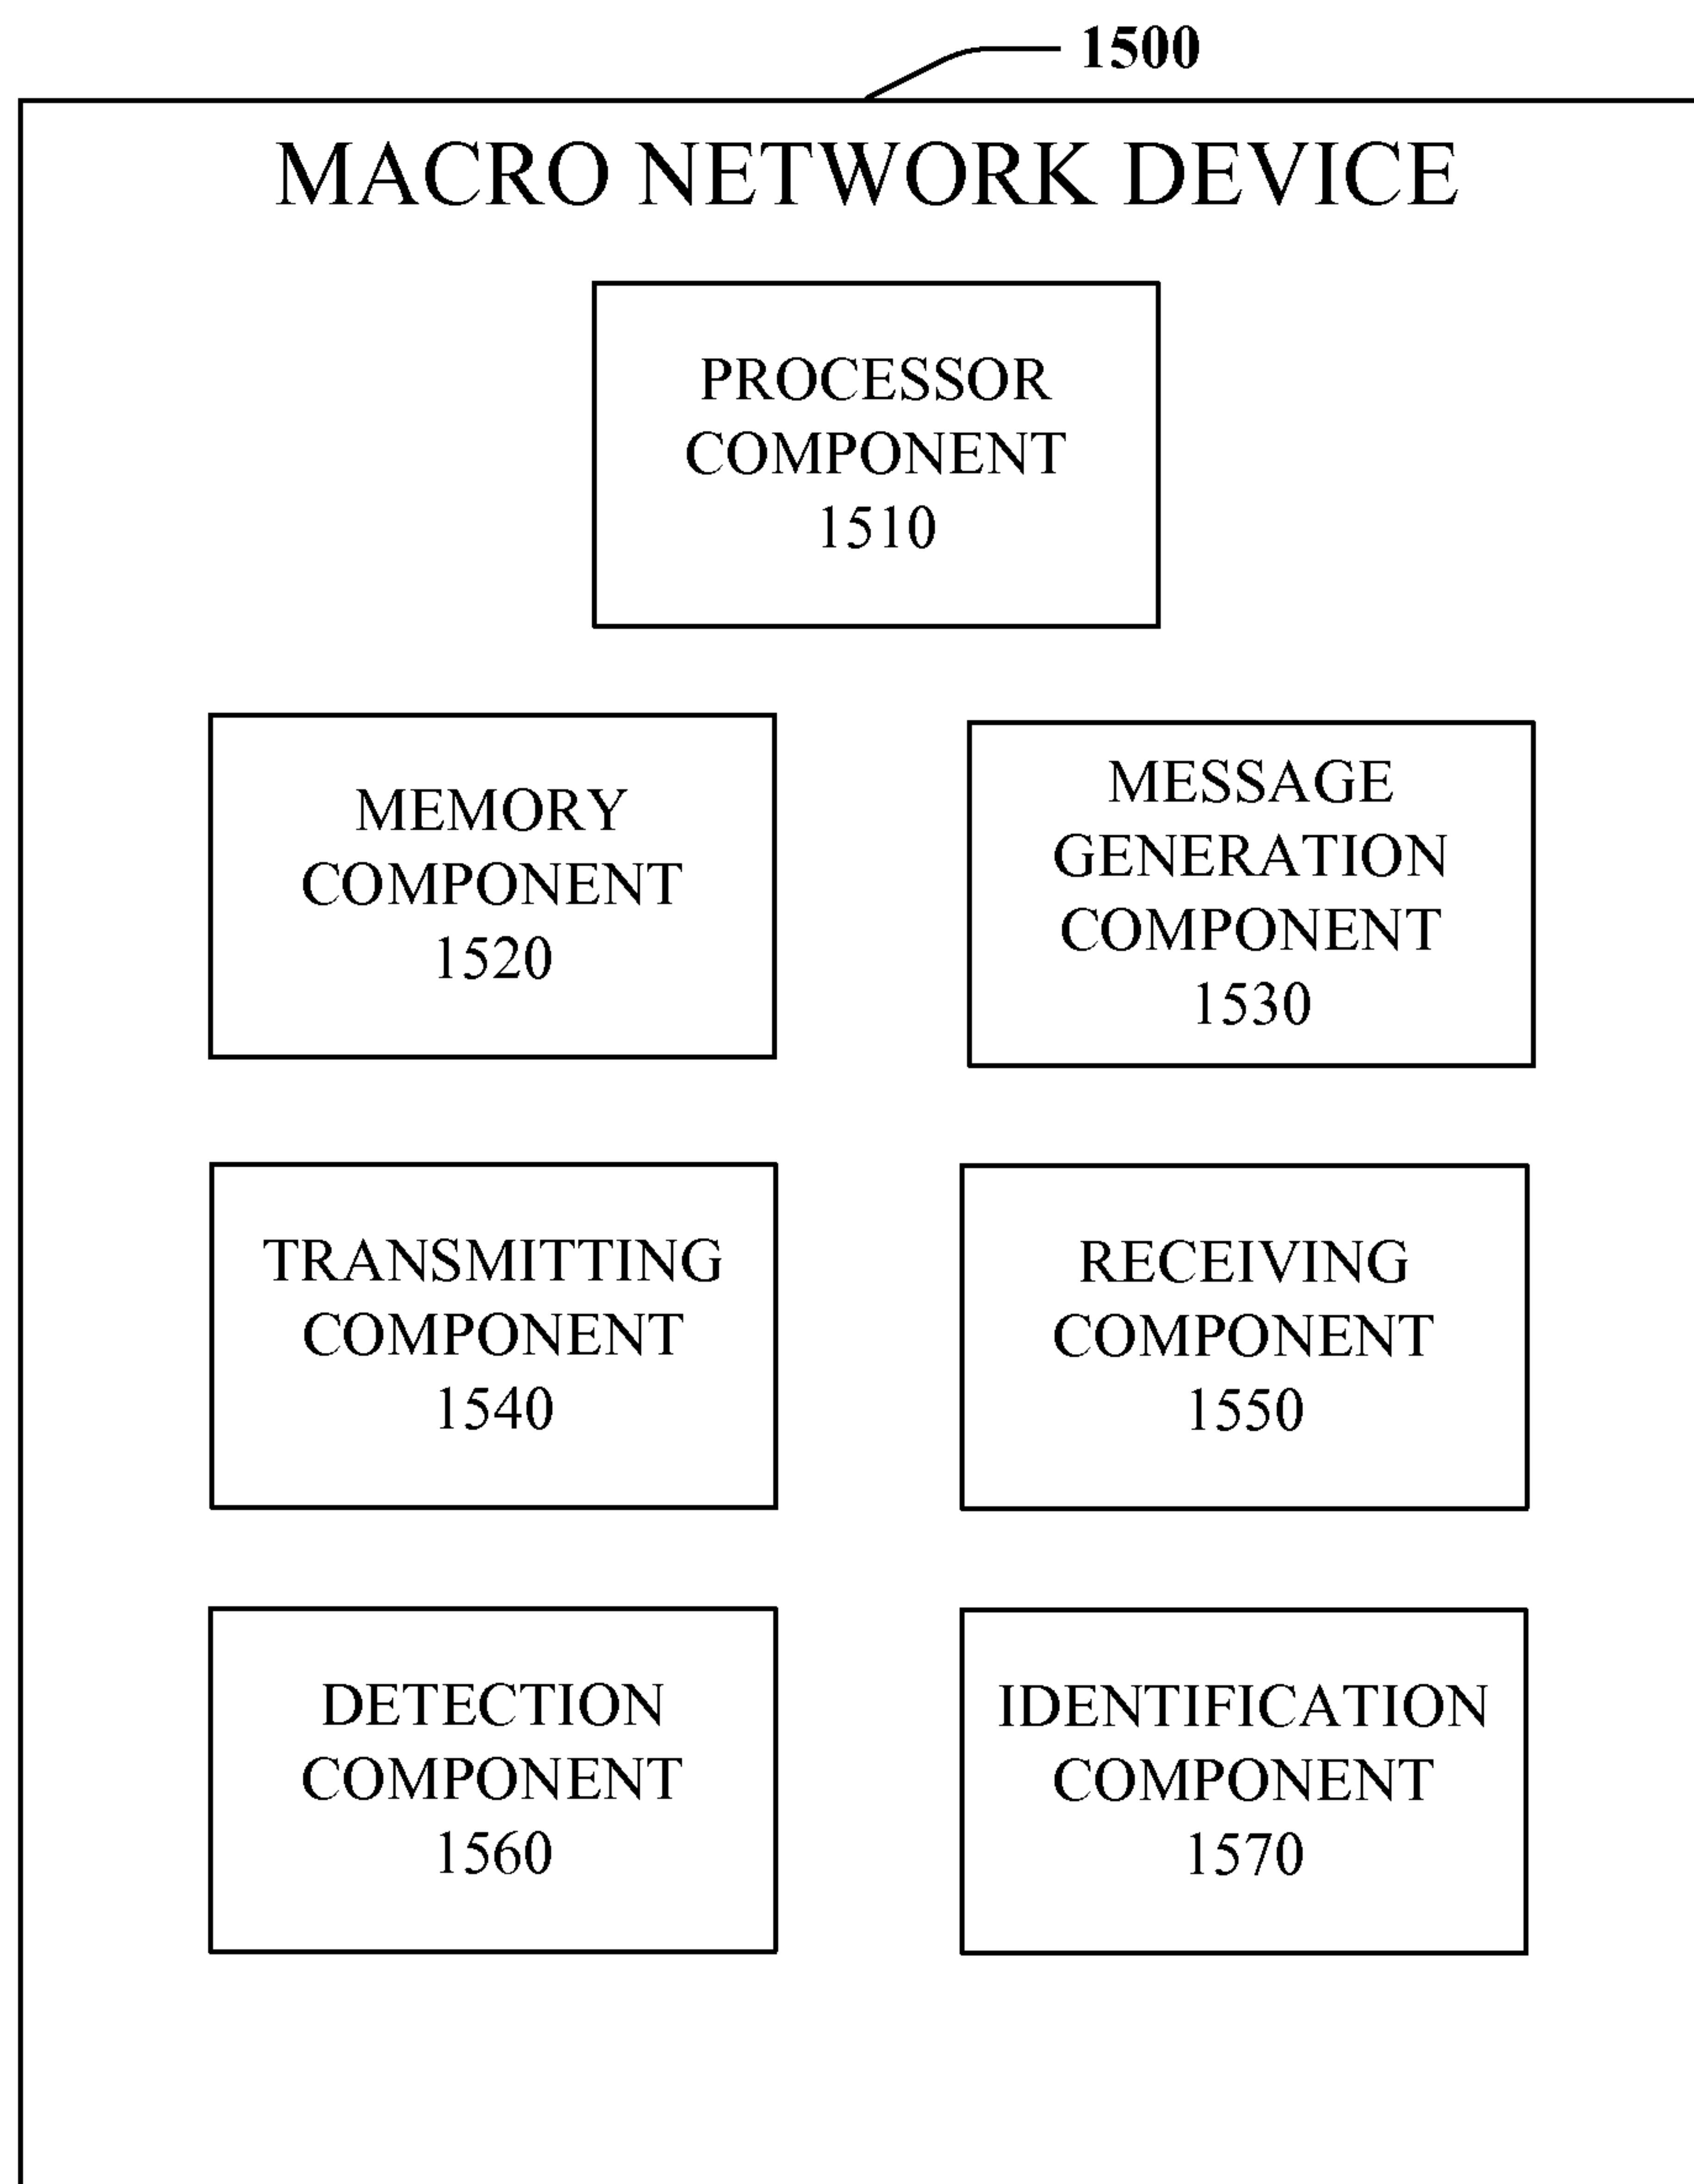 1500
MACRO NETWORK DEVICE
PROCESSOR
COMPONENT
1510
MEMORY
COMPONENT
1520
MESSAGE
GENERATION
COMPONENT
1530
TRANSMITTING
COMPONENT
1540
RECEIVING
COMPONENT
1550
DETECTION
COMPONENT
1560
IDENTIFICATION
COMPONENT
1570